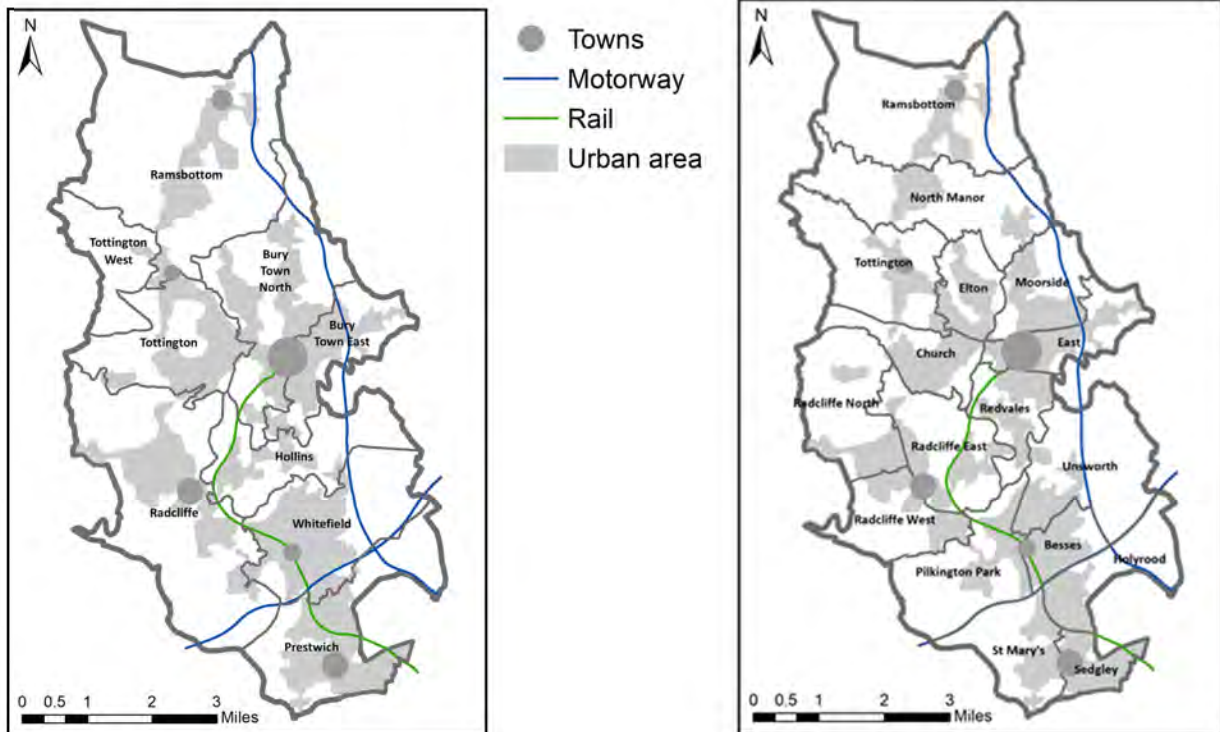 N
Ramsbottom
Tottington
West
Bury
Town
North
Tottington
Bury
Town East
Hollins
Radcliffe
Whitefield
Prestwich
0 0.5 1 2 3
Miles
Towns
Motorway
Rail
Urban area
N
Ramsbottom
North Manor
Tottington
Elton
Moorside
Church
East
Radcliffe North
Redvales
Radcliffe East
Unsworth
Radcliffe West
Besses
Pilkington Park
Holyrood
St Mary's
Sedgley
0 0.5 1 2 3
Miles